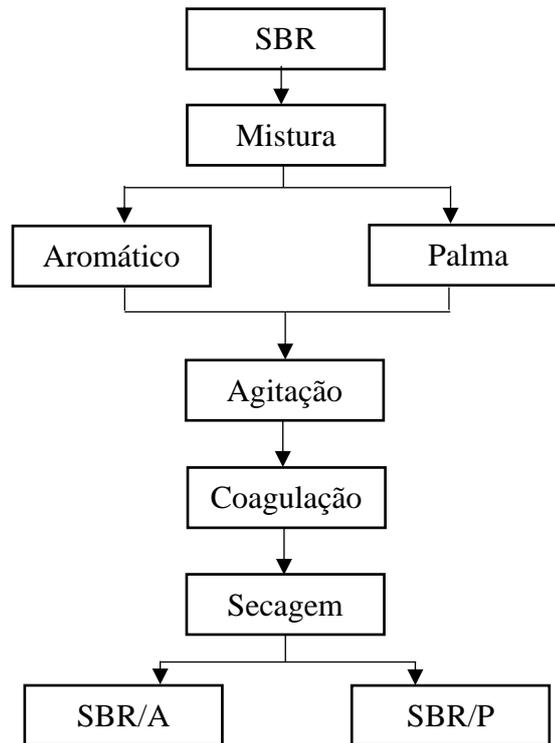 SBR
Mistura
Aromático
Palma
Agitação
Coagulação
Secagem
SBR/A
SBR/P